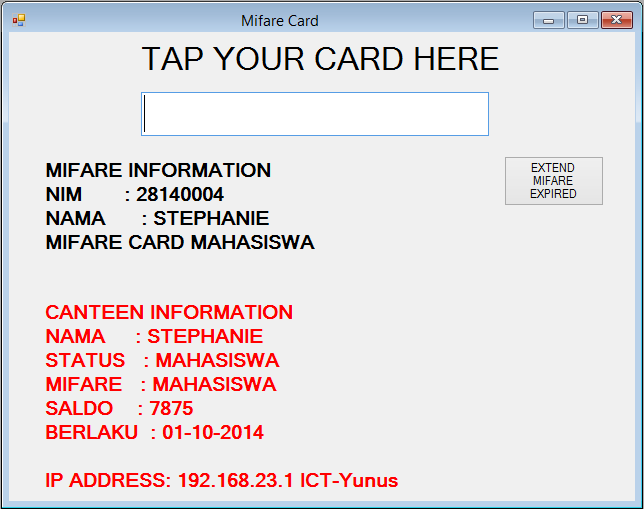 Mifare Card
TAP YOUR CARD HERE
MIFARE INFORMATION
NIM : 28140004
NAMA : STEPHANIE
MIFARE CARD MAHASISWA
EXTEND
MIFARE
EXPIRED
CANTEEN INFORMATION
NAMA : STEPHANIE
STATUS : MAHASISWA
MIFARE : MAHASISWA
SALDO : 7875
BERLAKU : 01-10-2014
IP ADDRESS: 192.168.23.1 ICT-Yunus